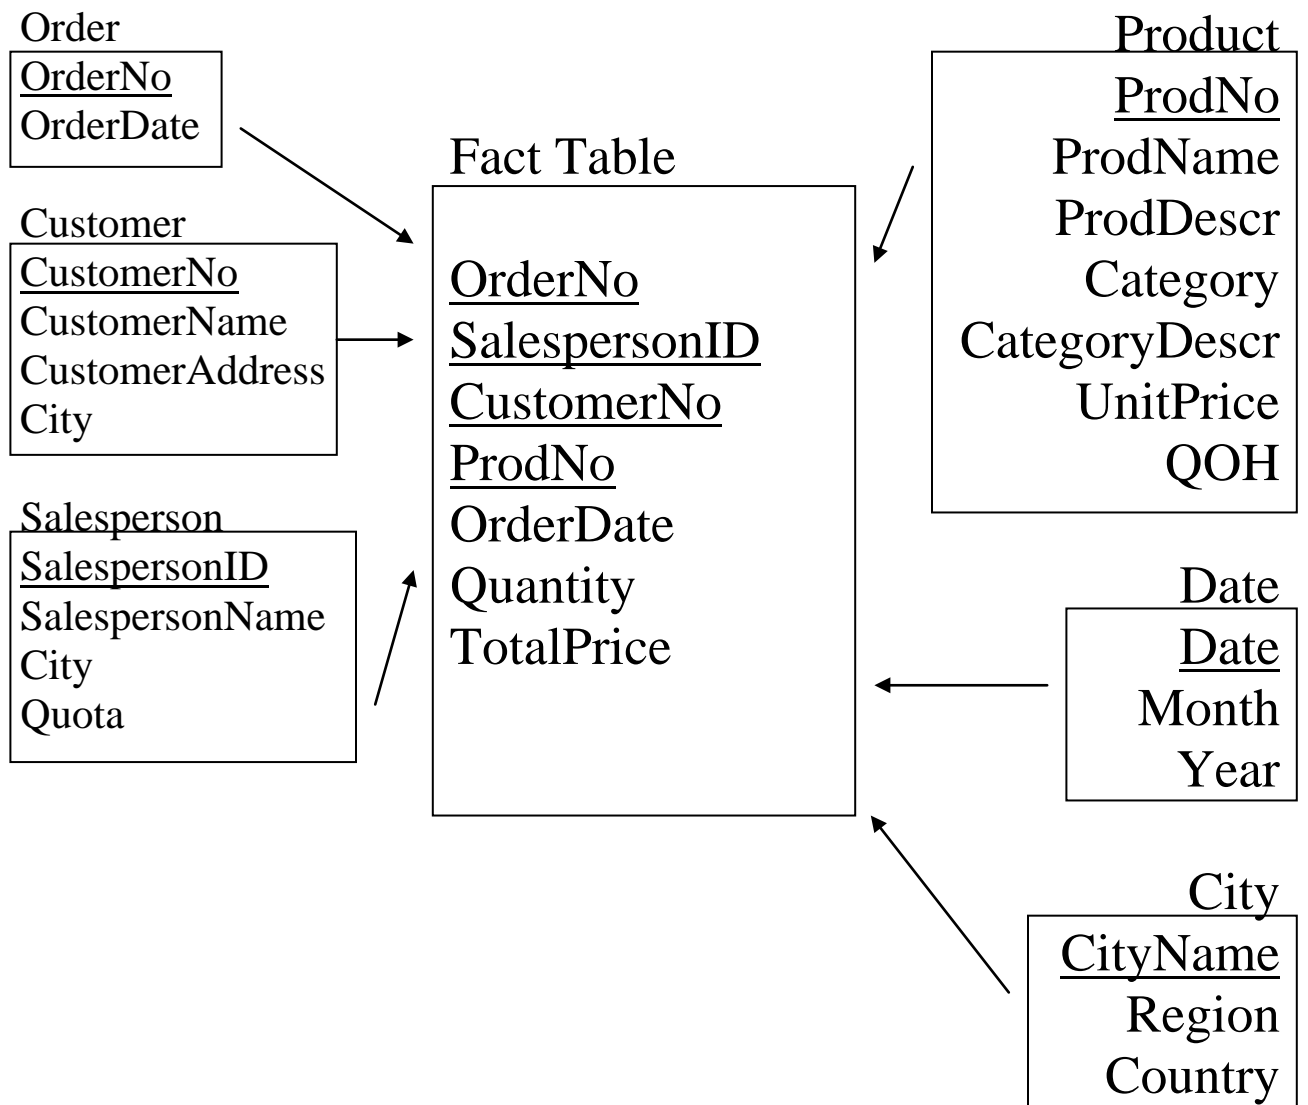 Order
OrderNo
OrderDate
Customer
CustomerNo
CustomerName
CustomerAddress
City
Salesperson
SalespersonID
SalespersonName
City
Quota
Fact Table
OrderNo
SalespersonID
CustomerNo
ProdNo
OrderDate
Quantity
TotalPrice
Product
ProdNo
ProdName
ProdDescr
Category
CategoryDescr
UnitPrice
QOH
Date
Date
Month
Year
City
CityName
Region
Country